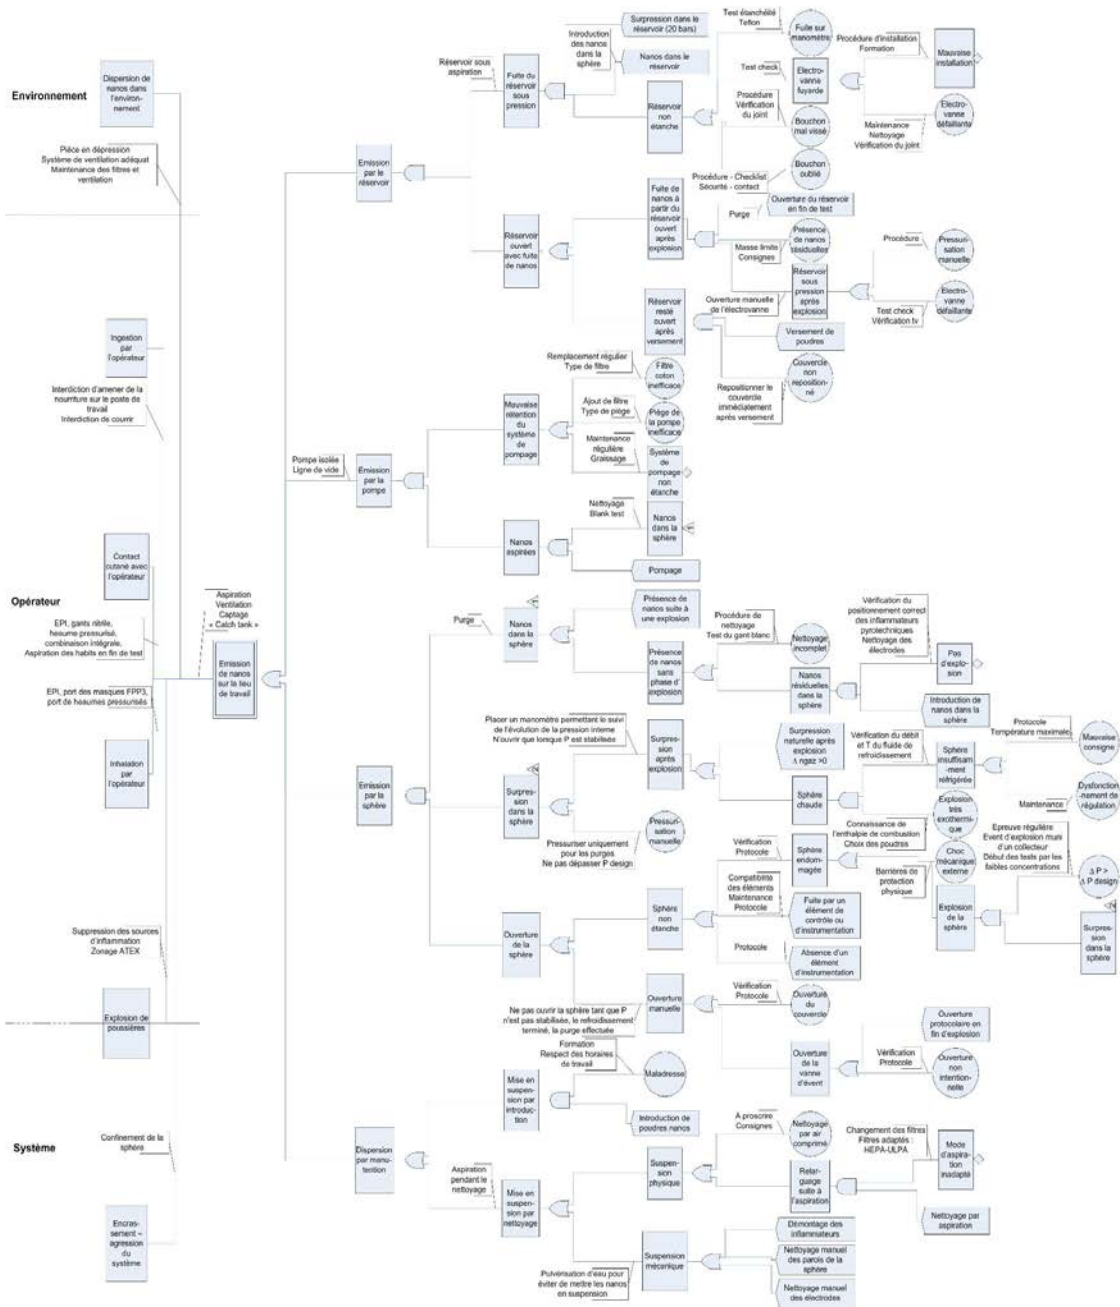 Environnement
Dispersion de
nanos dans
l'environ-
nement
Pièce en dépression
Système de ventilation adéquat
Maintenance des filtres et
ventilation
Ingestion
par
l'opérateur
Interdiction d'amener de la
nourriture sur le poste de
travail
Interdiction de courrir
Opérateur
Contact
cutané avec
l'opérateur
EPI, gants nitrile,
heaume pressurisé,
combinaison intégrale,
Aspiration des habits en fin de test
EPI, port des masques FPP3,
port de heaumes pressurisés
Inhalation
par
l'opérateur
Suppression des sources
d'inflammation
Zonage ATEX
Explosion de
poussières
Système
Confinement de la
sphère
Encras-
sement –
agression
du
système
Aspiration
Ventilation
Captage
« Catch tank »
Emission
de nanos
sur le lieu
de travail
Emission
par le
réservoir
Réservoir sous
aspiration
Fuite du
réservoir
sous
pression
Introduction
des nanos
dans la
sphère
Surpression dans le
réservoir (20 bars)
Nanos dans le
réservoir
Réservoir
non
étanche
Test étanchéité
Teflon
Fuite sur
manomètre
Test check
Electro-
vanne
fuyarde
Procédure d'installation
Formation
Mauvaise
installation
Maintenance
Nettoyage
Vérification du joint
Electro-
vanne
défaillante
Procédure
Vérification
du joint
Bouchon
mal vissé
Procédure - Checklist
Sécurité - contact
Bouchon
oublié
Réservoir
ouvert
avec fuite
de nanos
Fuite de
nanos à
partir du
réservoir
ouvert
après
explosion
Purge
Ouverture du réservoir
en fin de test
Masse limite
Consignes
Présence
de nanos
résiduelles
Ouverture manuelle
de l'électrovanne
Réservoir
sous
pression
après
explosion
Procédure
Pressuri-
sation
manuelle
Test check
Vérification tv
Electro-
vanne
défaillante
Réservoir
resté
ouvert
après
versement
Versement de
poudres
Repositionner le
couvercle
immédiatement
après versement
Couvercle
non
reposition-
né
Pompe isolée
Ligne de vide
Emission
par la
pompe
Mauvaise
rétention
du
système
de
pompage
Remplacement régulier
Type de filtre
Filtre
coton
inefficace
Ajout de filtre
Type de piège
Piège de
la pompe
inefficace
Maintenance
régulière
Graissage
Système
de
pompage
non
étanche
Nanos
aspirées
Nettoyage
Blank test
Nanos
dans la
sphère
Pompage
Emission
par la
sphère
Purge
Nanos
dans la
sphère
Présence de
nanos suite à
une explosion
Présence
de nanos
sans
phase d'
explosion
Procédure de
nettoyage
Test du gant blanc
Nettoyage
incomplet
Nanos
résiduelles
dans la
sphère
Vérification du
positionnement correct
des inflammateurs
pyrotechniques
Nettoyage des
électrodes
Pas
d'explo-
sion
Introduction de
nanos dans la
sphère
Surpres-
sion dans
la sphère
Placer un manomètre permettant le suivi
de l'évolution de la pression interne
N'ouvrir que lorsque P est stabilisée
Surpres-
sion
après
explosion
Surpression
naturelle après
explosion
Δ ngaz >0
Sphère
chaude
Vérification du débit
et T du fluide de
refroidissement
Sphère
insuffisam-
ment
réfrigérée
Protocole
Température maximale
Mauvaise
consigne
Maintenance
Dysfonction
-nement de
régulation
Connaissance de
l'enthalpie de combustion
Choix des poudres
Explosion
très
exothermi-
que
Pressuriser uniquement
pour les purges
Ne pas dépasser P design
Pressuri-
sation
manuelle
Ouverture
de la
sphère
Sphère
non
étanche
Vérification
Protocole
Sphère
endom-
magée
Barrières de
protection
physique
Choc
mécanique
externe
Explosion
de la
sphère
Epreuve régulière
Event d'explosion muni
d'un collecteur
Début des tests par les
faibles concentrations
Δ P >
Δ P design
Surpres-
sion dans
la sphère
Compatibilité
des éléments
Maintenance
Protocole
Fuite par un
élément de
contrôle ou
d'instrumentation
Protocole
Absence d'un
élément
d'instrumentation
Ne pas ouvrir la sphère tant que P
n'est pas stabilisée, le refroidissement
terminé, la purge effectuée
Ouverture
manuelle
Vérification
Protocole
Ouverture
du
couvercle
Ouverture
de la
vanne
d'évent
Ouverture
protocolaire en
fin d'explosion
Vérification
Protocole
Ouverture
non
intention-
nelle
Dispersion
par manu-
tention
Mise en
suspen-
sion par
introduc-
tion
Formation
Respect des horaires
de travail
Maladresse
Introduction de
poudres nanos
Aspiration
pendant le
nettoyage
Mise en
suspen-
sion par
nettoyage
Suspen-
sion
physique
A proscrire
Consignes
Nettoyage
par air
comprimé
Relar-
guage
suite à
l'aspiration
Changement des filtres
Filtres adaptés :
HEPA-ULPA
Mode
d'aspira-
tion
inadapté
Nettoyage par
aspiration
Pulvérisation d'eau pour
éviter de mettre les nanos
en suspension
Suspension
mécanique
Démontage des
inflammateurs
Nettoyage manuel
des parois de la
sphère
Nettoyage manuel
des électrodes